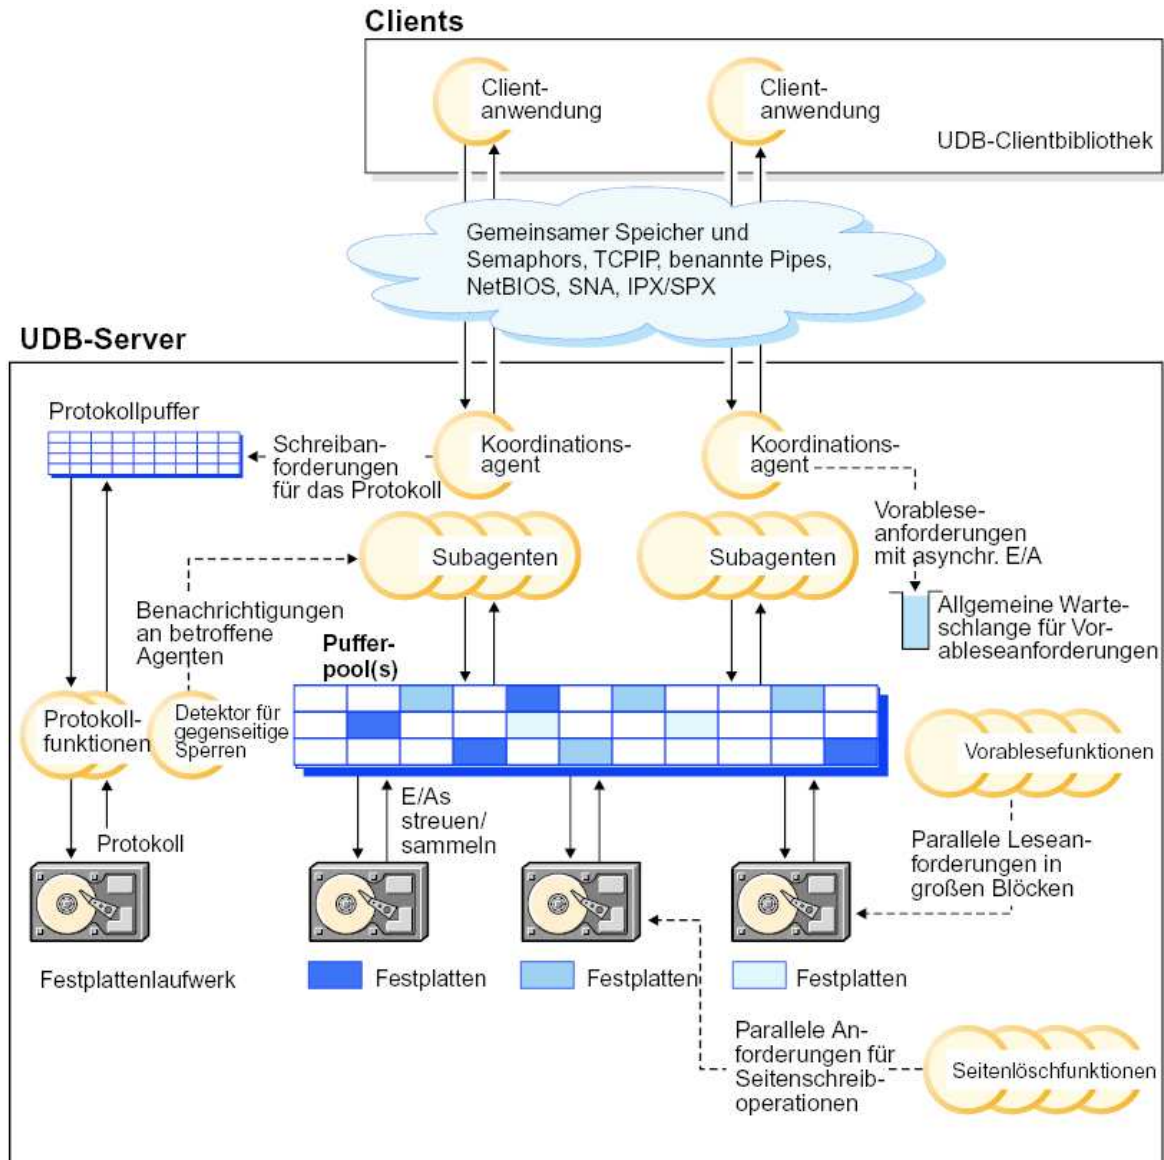 Clients
Client-
anwendung
Client-
anwendung
UDB-Clientbibliothek
Gemeinsamer Speicher und
Semaphors, TCPIP, benannte Pipes,
NetBIOS, SNA, IPX/SPX
UDB-Server
Protokollpuffer
Schreiban-
forderungen
für das Protokoll
Koordinations-
agent
Koordinations-
agent
Vorablese-
anforderungen
mit asynchr. E/A
Subagenten
Subagenten
Allgemeine Warte-
schlange für Vor-
ableseanforderungen
Benachrichtigungen
an betroffene
Agenten
Puffer-
pool(s)
Protokoll-
funktionen
Detektor für
gegenseitige
Sperren
Vorablesefunktionen
E/As
streuen/
sammeln
Protokoll
Parallele Lesean-
forderungen in
großen Blöcken
Festplattenlaufwerk
Festplatten
Festplatten
Festplatten
Parallele An-
forderungen für
Seitenschreib-
operationen
Seitenlöschfunktionen